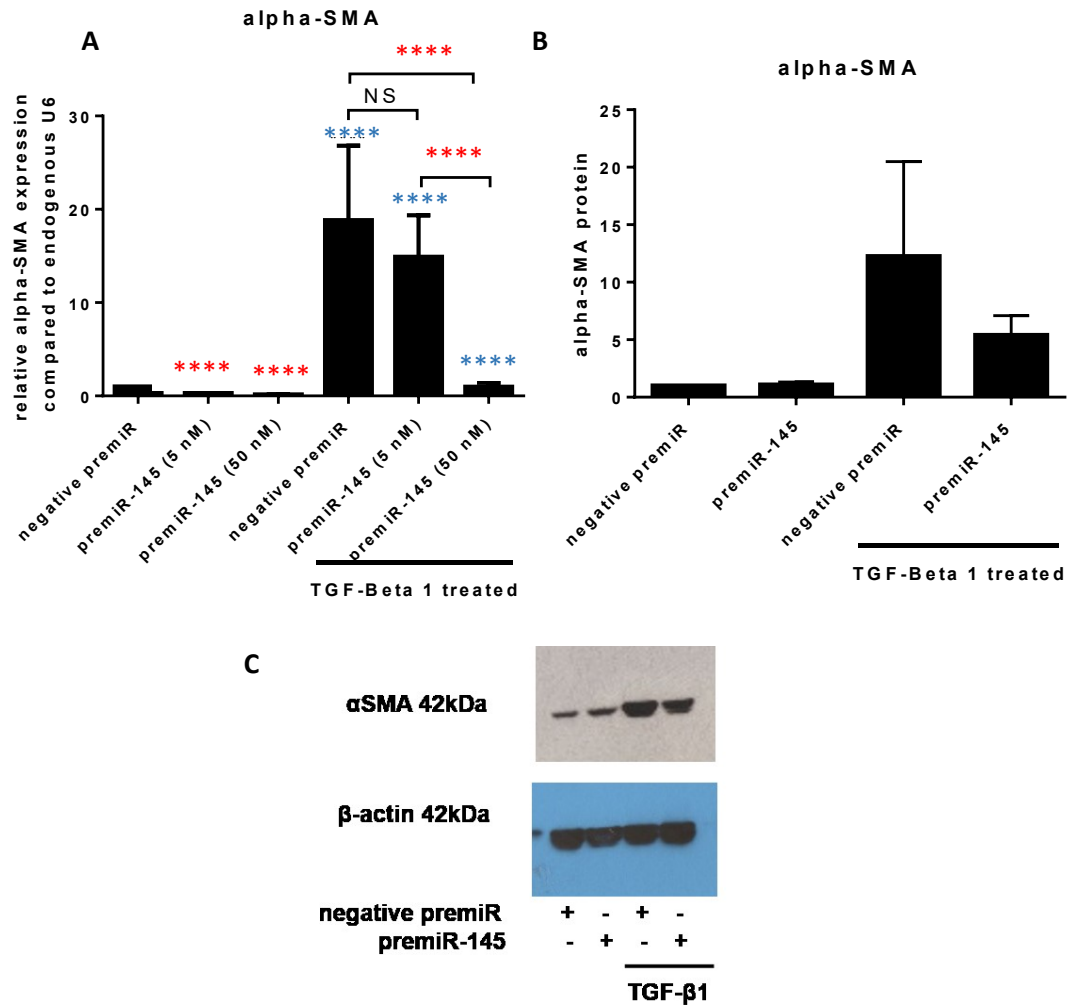 alpha-SMA
A
relative alpha-SMA expression
compared to endogenous U6
30
20
10
0
****
NS
****
****
****
****
****
****
negative premiR
premiR-145 (5 nM)
premiR-145 (50 nM)
negative premiR
premiR-145 (5 nM)
premiR-145 (50 nM)
TGF-Beta 1 treated
B
alpha-SMA
alpha-SMA protein
25
20
15
10
5
0
negative premiR
premiR-145
negative premiR
premiR-145
TGF-Beta 1 treated
C
αSMA 42kDa
β-actin 42kDa
negative premiR + - + -
premiR-145 - + - +
TGF-β1